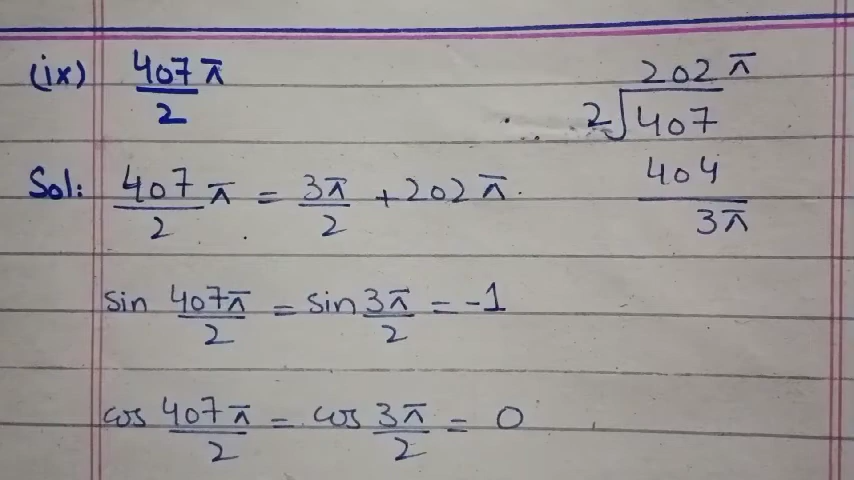 (ix) 407π/2
202π
2)407
404
3π
Sol: 407/2 π = 3π/2 + 202π.
sin 407π/2 = sin 3π/2 = -1
cos 407π/2 = cos 3π/2 = 0